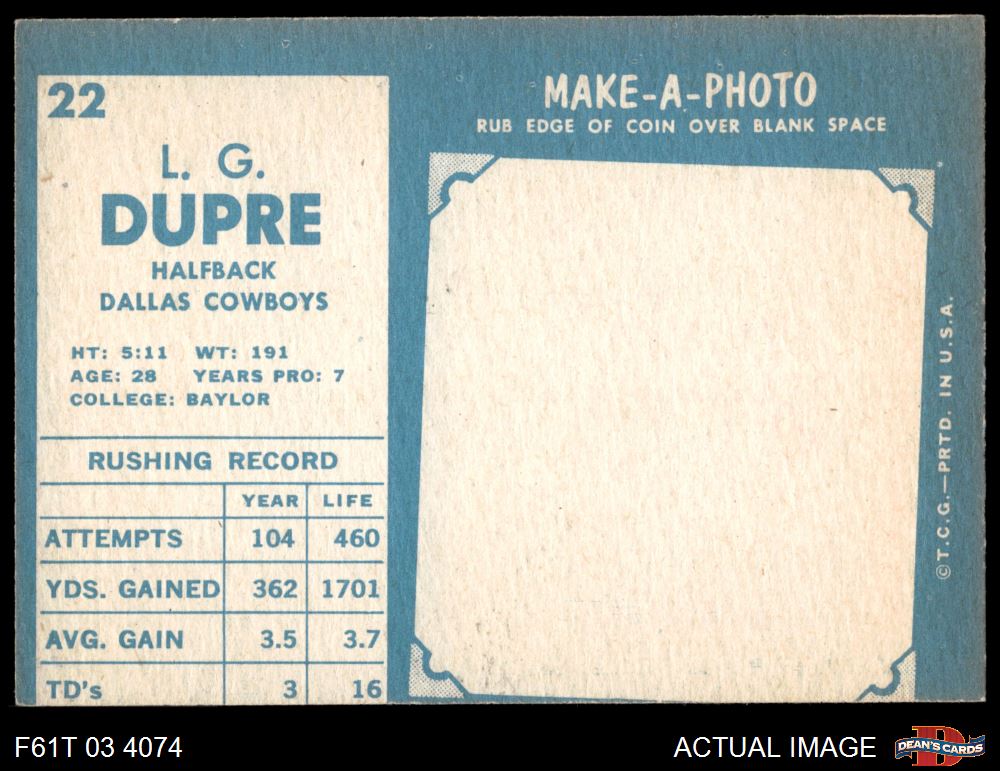 22
L. G.
DUPRE
HALFBACK
DALLAS COWBOYS
HT: 5:11 WT: 191
AGE: 28 YEARS PRO: 7
COLLEGE: BAYLOR
RUSHING RECORD
YEAR LIFE
ATTEMPTS 104 460
YDS. GAINED 362 1701
AVG. GAIN 3.5 3.7
TD's 3 16
MAKE-A-PHOTO
RUB EDGE OF COIN OVER BLANK SPACE
©T.C.G.—PRTD. IN U.S.A.
F61T 03 4074
ACTUAL IMAGE
D
DEAN'S CARDS